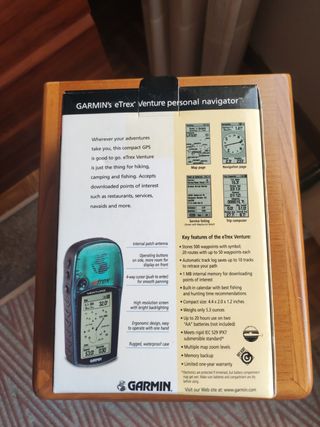 GARMIN's eTrex® Venture personal navigator™
Wherever your adventures
take you, this compact GPS
is good to go. eTrex Venture
is just the thing for hiking,
camping and fishing. Accepts
downloaded points of interest
such as restaurants, services,
navaids and more.
Map page
Navigation page
Service listing
Trip computer
Internal patch antenna
Operating buttons
on side, more room for
display on front
4-way cursor (push to enter)
for smooth panning
High resolution screen
with bright backlighting
Ergonomic design, easy
to operate with one hand
Rugged, waterproof case
Key features of the eTrex Venture:
• Stores 500 waypoints with symbol;
20 routes with up to 50 waypoints each
• Automatic track log saves up to 10 tracks
to retrace your path
• 1 MB internal memory for downloading
points of interest
• Built-in calendar with best fishing
and hunting time recommendations
• Compact size: 4.4 x 2.0 x 1.2 inches
• Weighs only 5.3 ounces
• Up to 20 hours use on two
"AA" batteries (not included)
• Meets rigid IEC 529 IPX7
submersible standard*
• Multiple map zoom levels
• Memory backup
• Limited one-year warranty
GARMIN.
Visit our Web site at: www.garmin.com